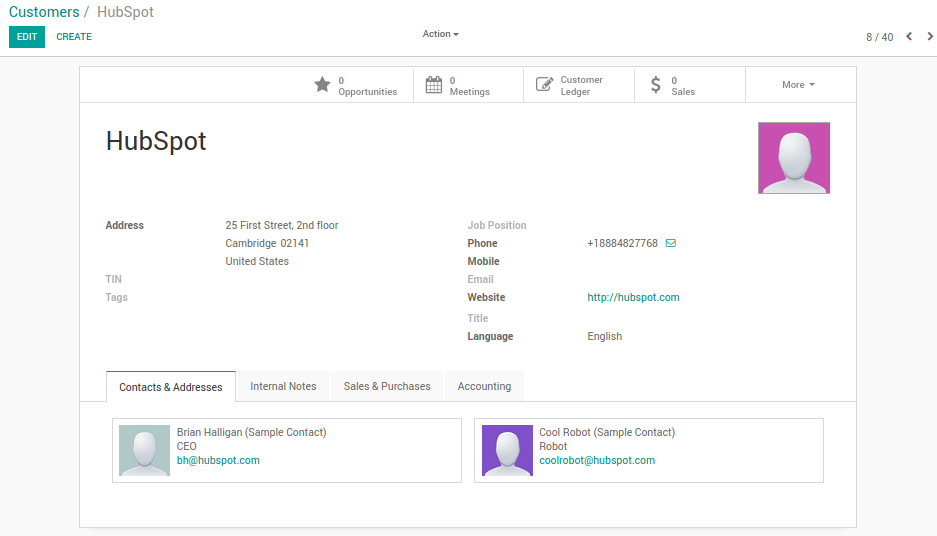 Customers / HubSpot
EDIT CREATE Action 8 / 40
0
Opportunities
0
Meetings
Customer
Ledger
0
Sales
More
HubSpot
Address 25 First Street, 2nd floor
Cambridge 02141
United States
TIN
Tags
Job Position
Phone +18884827768
Mobile
Email
Website http://hubspot.com
Title
Language English
Contacts & Addresses Internal Notes Sales & Purchases Accounting
Brian Halligan (Sample Contact)
CEO
bh@hubspot.com
Cool Robot (Sample Contact)
Robot
coolrobot@hubspot.com